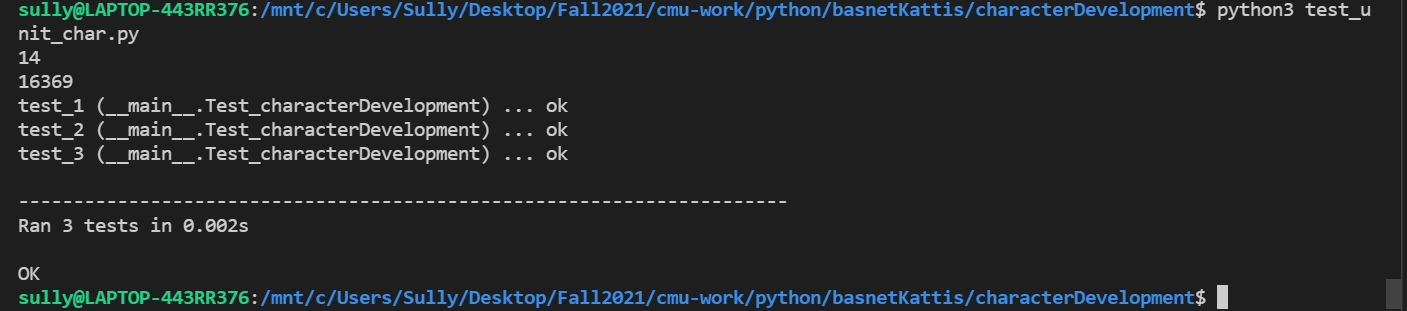 sully@LAPTOP-443RR376:/mnt/c/Users/Sully/Desktop/Fall2021/cmu-work/python/basnetKattis/characterDevelopment$ python3 test_u
nit_char.py
14
16369
test_1 (__main__.Test_characterDevelopment) ... ok
test_2 (__main__.Test_characterDevelopment) ... ok
test_3 (__main__.Test_characterDevelopment) ... ok
----------------------------------------------------------------------
Ran 3 tests in 0.002s
OK
sully@LAPTOP-443RR376:/mnt/c/Users/Sully/Desktop/Fall2021/cmu-work/python/basnetKattis/characterDevelopment$